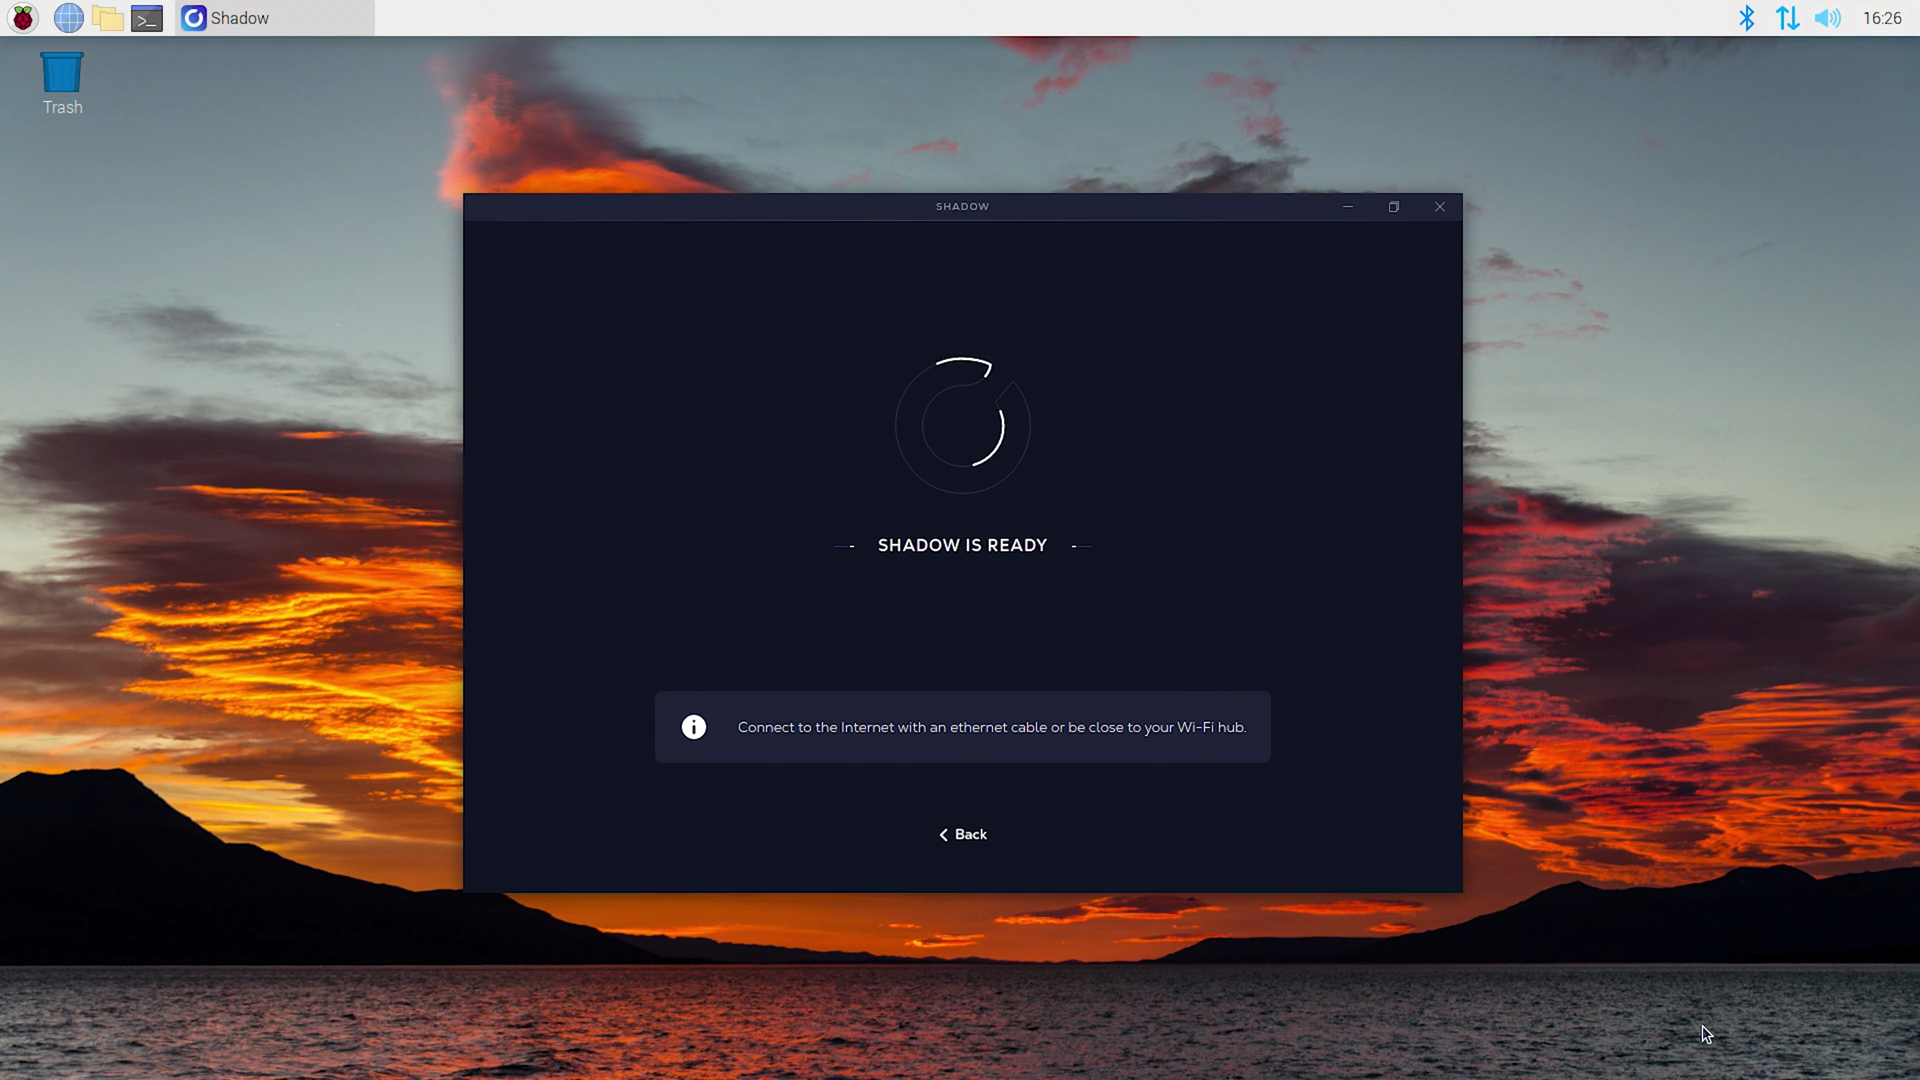 Shadow
16:26
Trash
SHADOW
SHADOW IS READY
Connect to the Internet with an ethernet cable or be close to your Wi-Fi hub.
Back